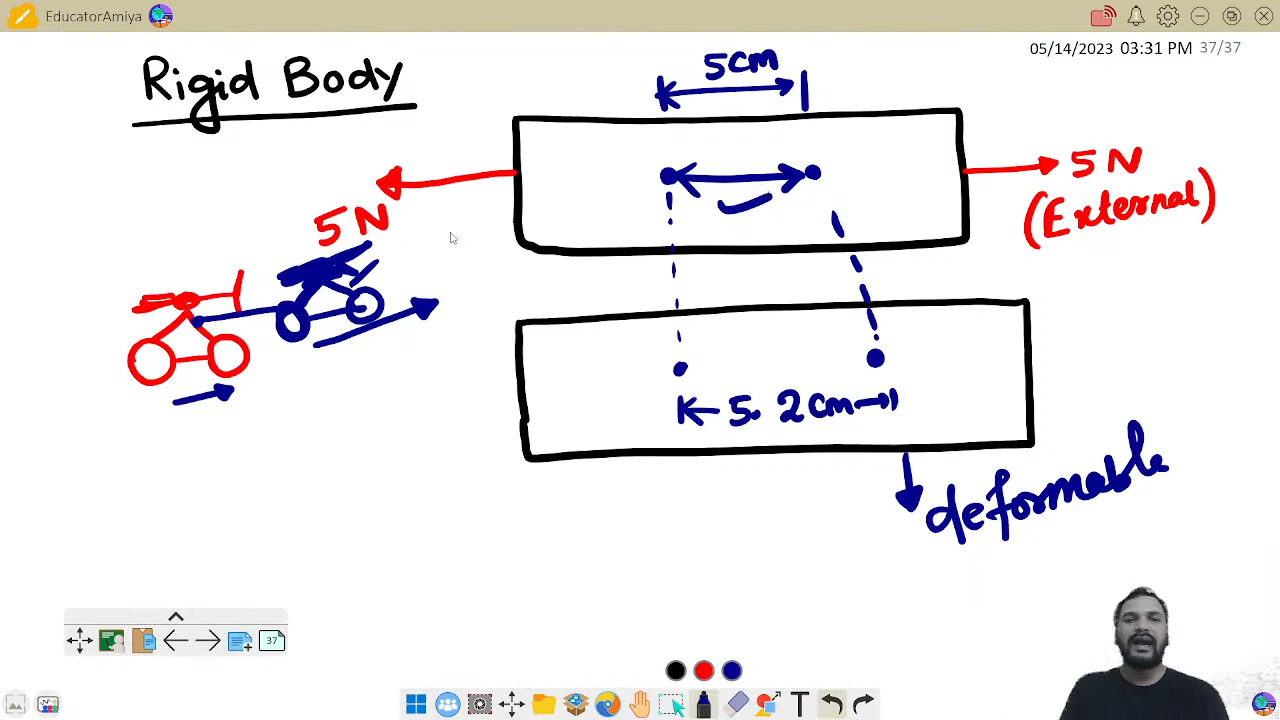 EducatorAmiya
05/14/2023 03:31 PM 37/37
Rigid Body
5cm
5N
5N
(External)
5.2cm
deformable
37